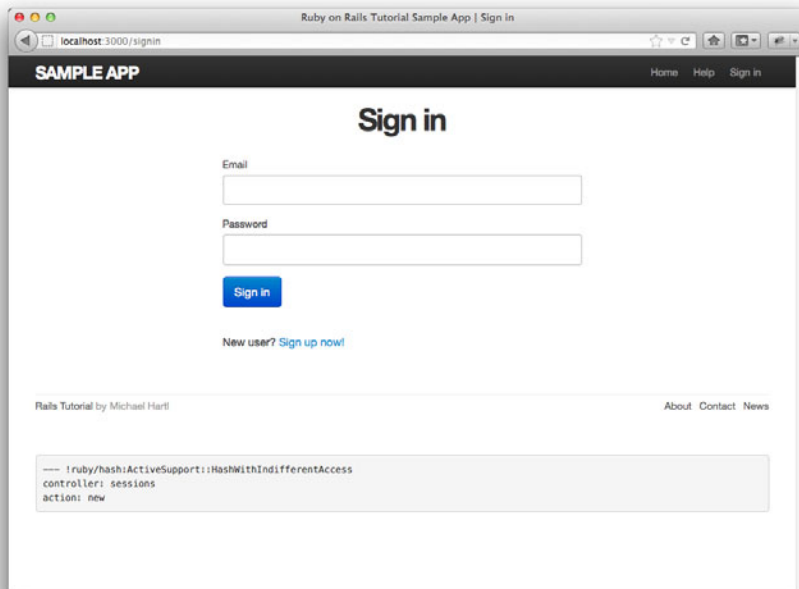 Ruby on Rails Tutorial Sample App | Sign in
localhost:3000/signin
SAMPLE APP
Home Help Sign in
Sign in
Email
Password
Sign in
New user? Sign up now!
Rails Tutorial by Michael Hartl
About Contact News
--- !ruby/hash:ActiveSupport::HashWithIndifferentAccess
controller: sessions
action: new